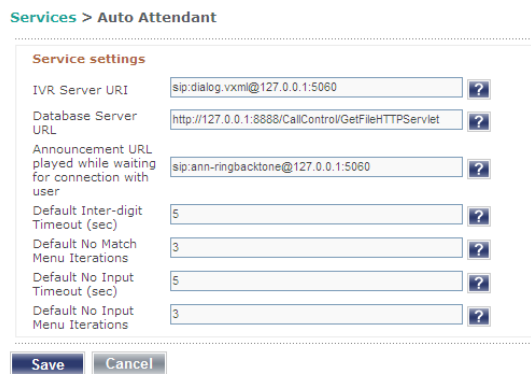 Services > Auto Attendant
Service settings
IVR Server URI
sip:dialog.vxml@127.0.0.1:5060
?
Database Server
URL
http://127.0.0.1:8888/CallControl/GetFileHTTPServlet
?
Announcement URL
played while waiting
for connection with
user
sip:ann-ringbacktone@127.0.0.1:5060
?
Default Inter-digit
Timeout (sec)
5
?
Default No Match
Menu Iterations
3
?
Default No Input
Timeout (sec)
5
?
Default No Input
Menu Iterations
3
?
Save Cancel